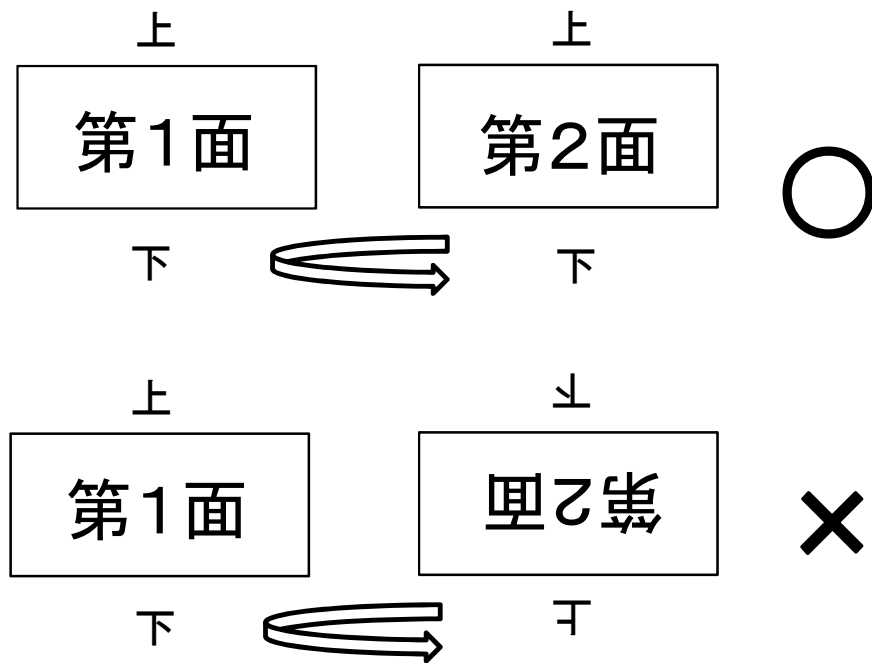 上 上
第1面 第2面 ○
下 下
上 下
第1面 第2面 ×
下 上